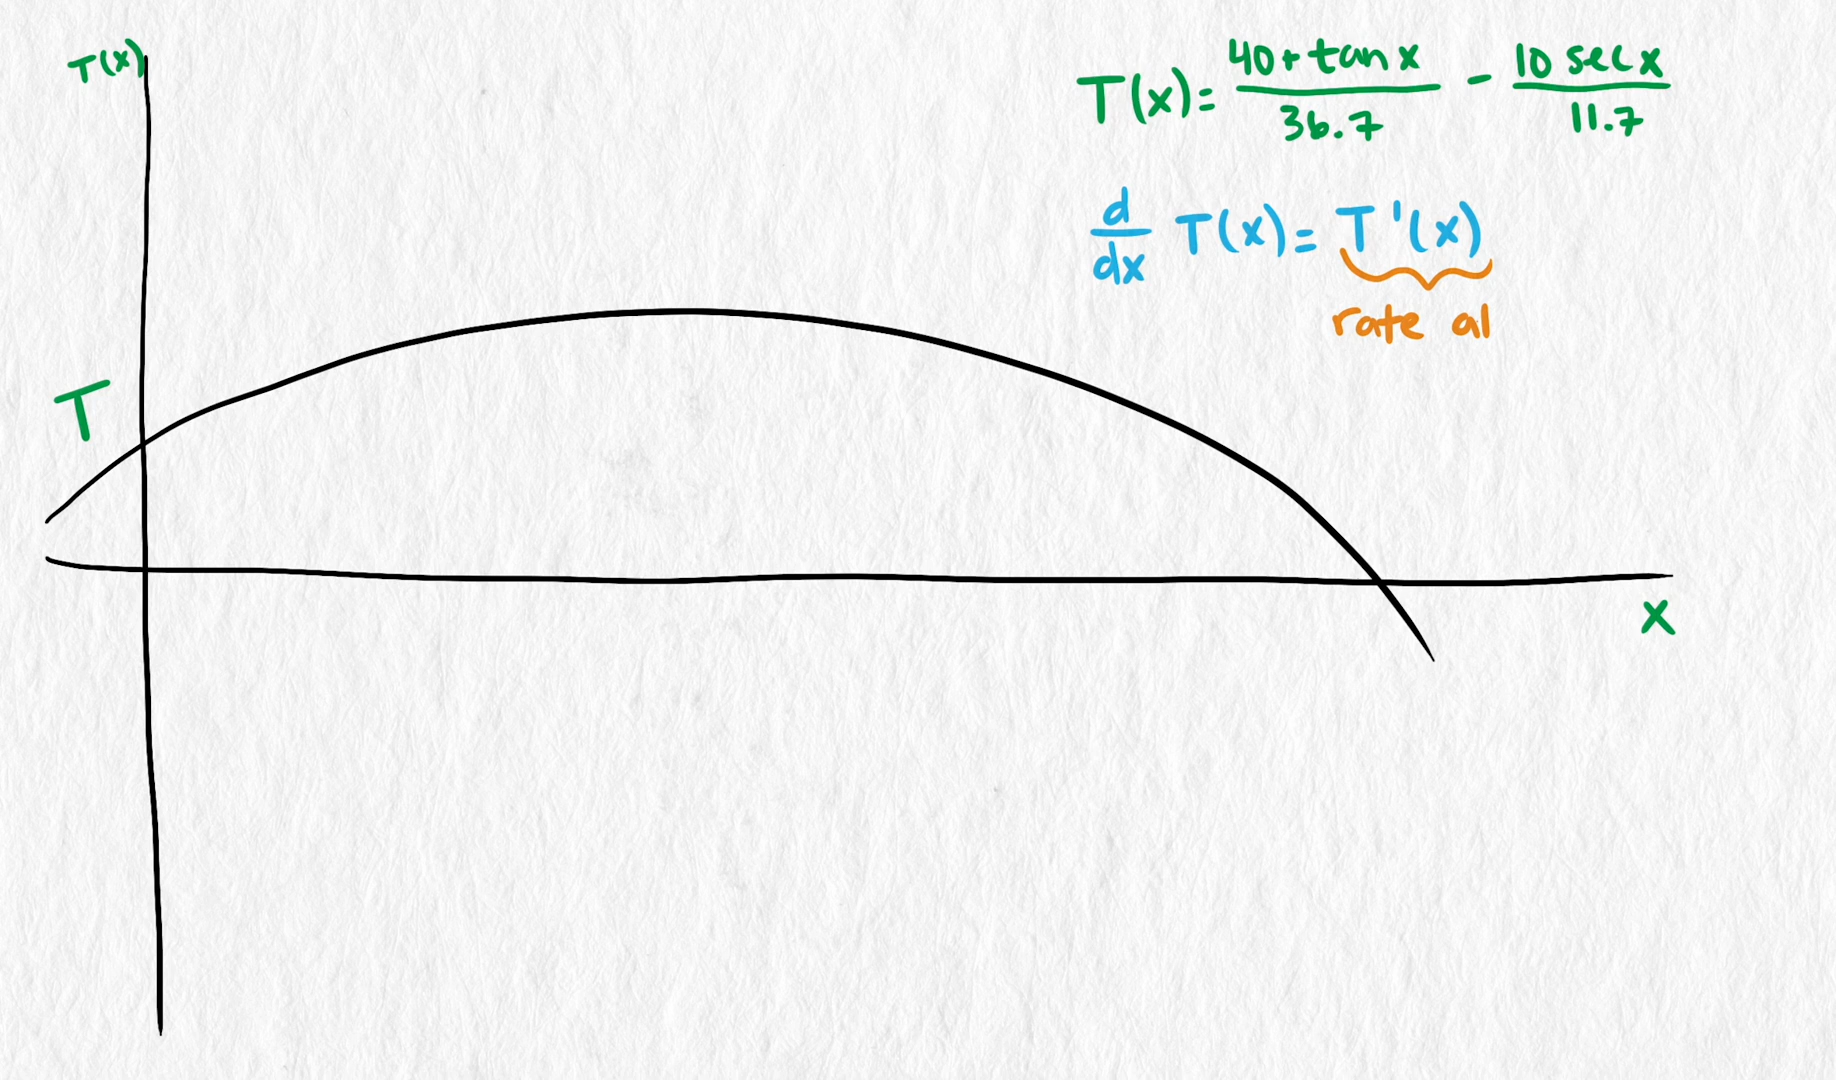 T(x)
T(x)= (40+tan x)/36.7 - (10 sec x)/11.7
d/dx T(x)= T'(x)
rate al
T
x